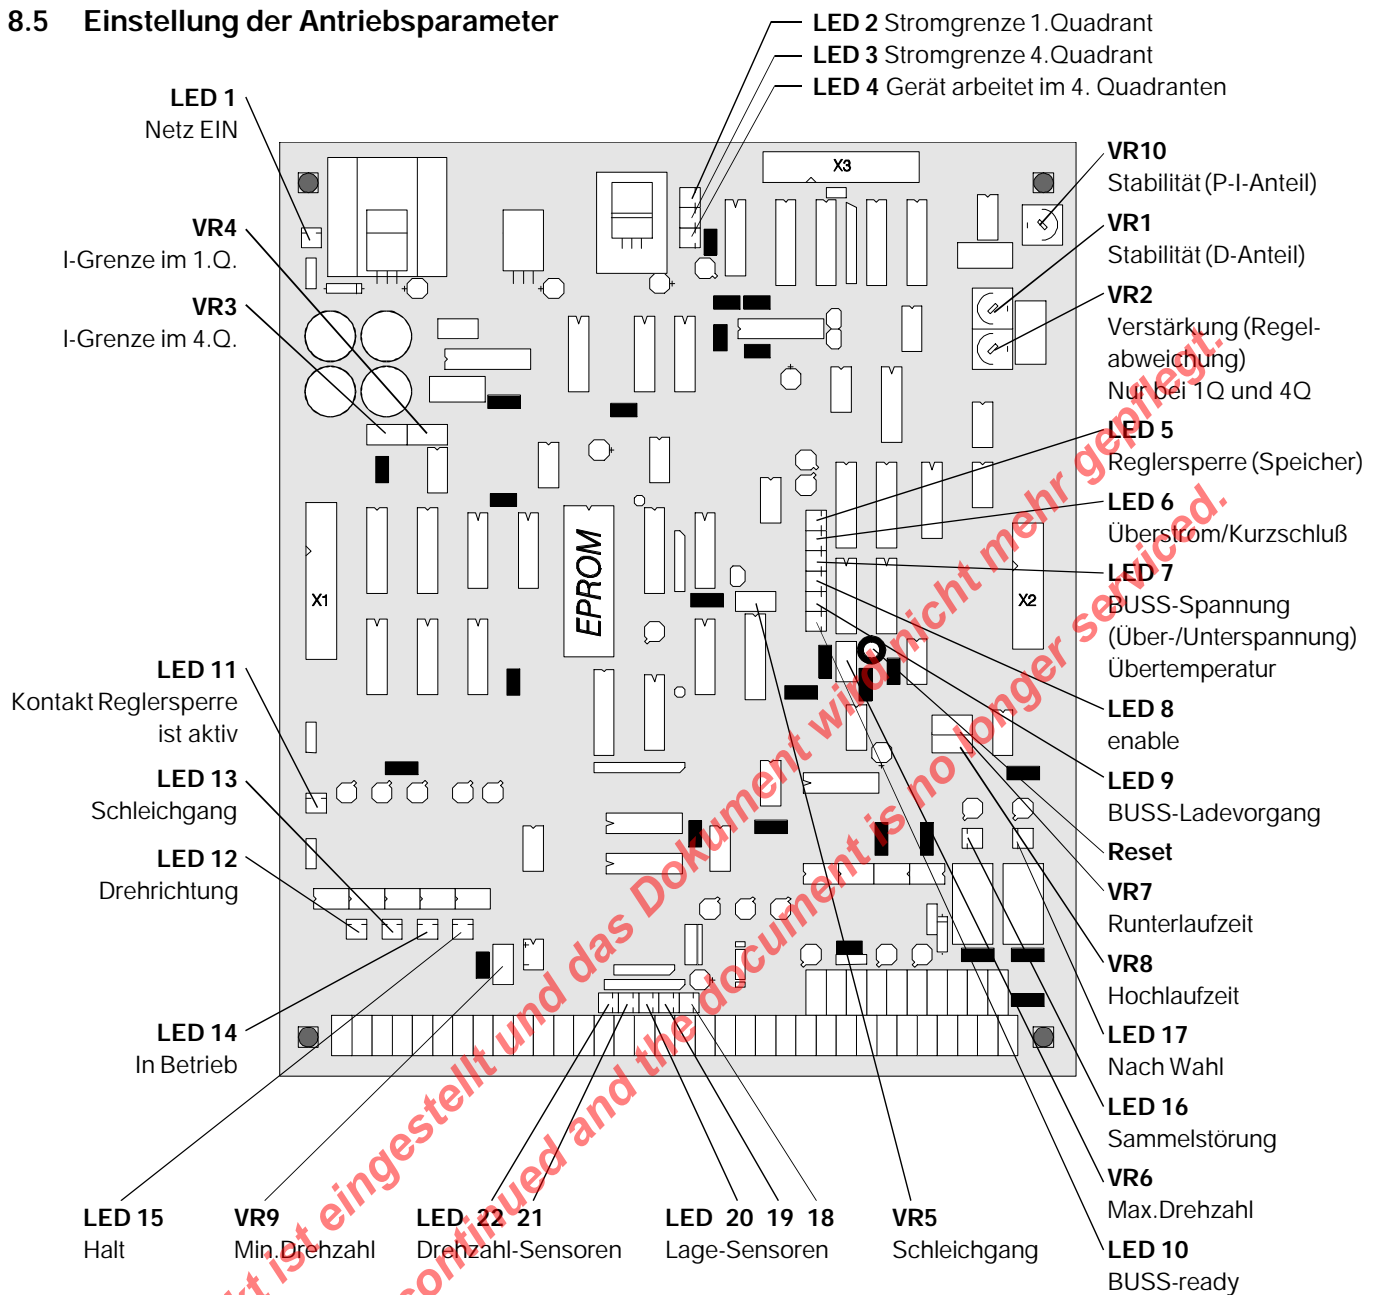 8.5 Einstellung der Antriebsparameter
LED 2 Stromgrenze 1.Quadrant
LED 3 Stromgrenze 4.Quadrant
LED 4 Gerät arbeitet im 4. Quadranten
LED 1
Netz EIN
VR4
I-Grenze im 1.Q.
VR3
I-Grenze im 4.Q.
X3
VR10
Stabilität (P-I-Anteil)
VR1
Stabilität (D-Anteil)
VR2
Verstärkung (Regel-
abweichung)
Nur bei 1Q und 4Q
LED 5
Reglersperre (Speicher)
LED 6
Überstrom/Kurzschluß
LED 7
BUSS-Spannung
(Über-/Unterspannung)
Übertemperatur
LED 8
enable
LED 9
BUSS-Ladevorgang
Reset
VR7
Runterlaufzeit
VR8
Hochlaufzeit
LED 17
Nach Wahl
LED 16
Sammelstörung
VR6
Max.Drehzahl
LED 10
BUSS-ready
X1
EPROM
X2
LED 11
Kontakt Reglersperre
ist aktiv
LED 13
Schleichgang
LED 12
Drehrichtung
LED 14
In Betrieb
LED 15
Halt
VR9
Min.Drehzahl
LED 22 21
Drehzahl-Sensoren
LED 20 19 18
Lage-Sensoren
VR5
Schleichgang
ist eingestellt und das Dokument wird nicht mehr gepflegt.
and the document is no longer serviced.